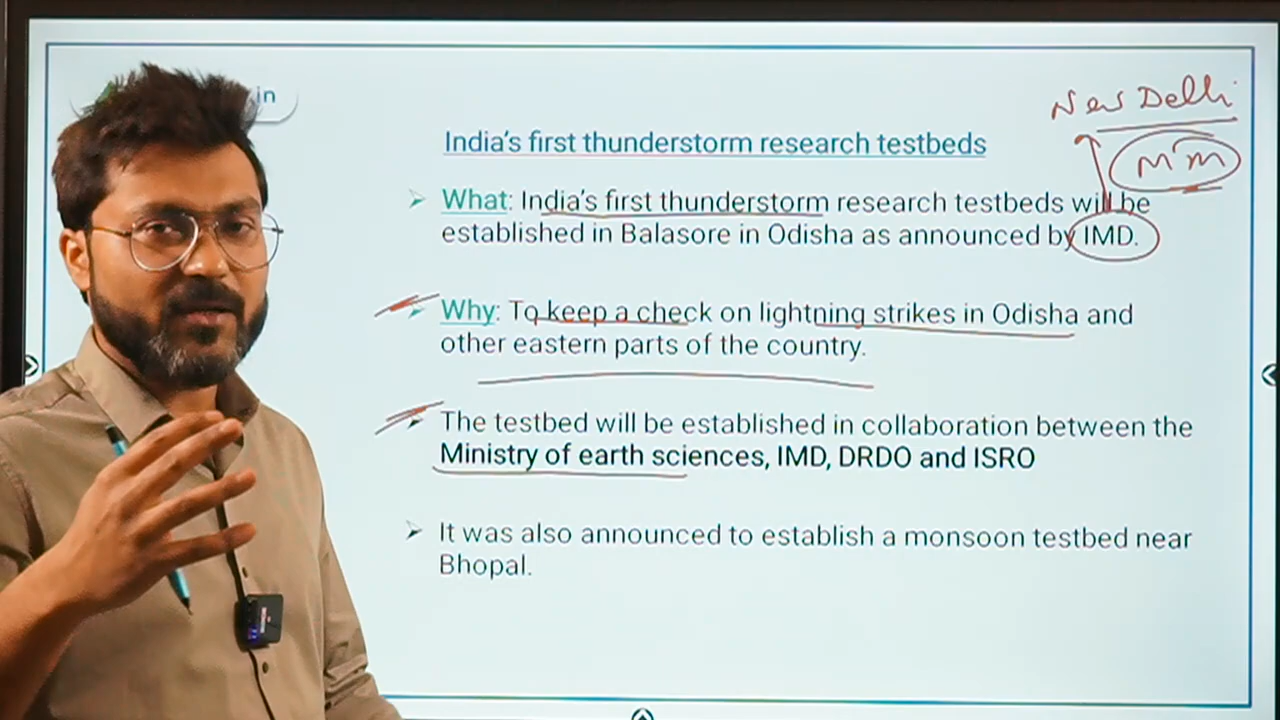 in
New Delhi
MM
India's first thunderstorm research testbeds
What: India's first thunderstorm research testbeds will be
established in Balasore in Odisha as announced by IMD.
Why: To keep a check on lightning strikes in Odisha and
other eastern parts of the country.
The testbed will be established in collaboration between the
Ministry of earth sciences, IMD, DRDO and ISRO
It was also announced to establish a monsoon testbed near
Bhopal.